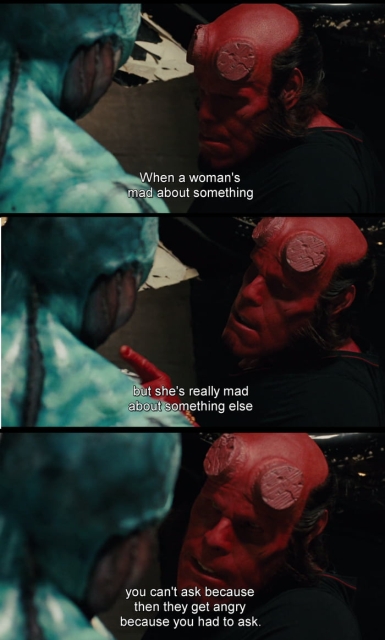 When a woman's
mad about something
but she's really mad
about something else
you can't ask because
then they get angry
because you had to ask.